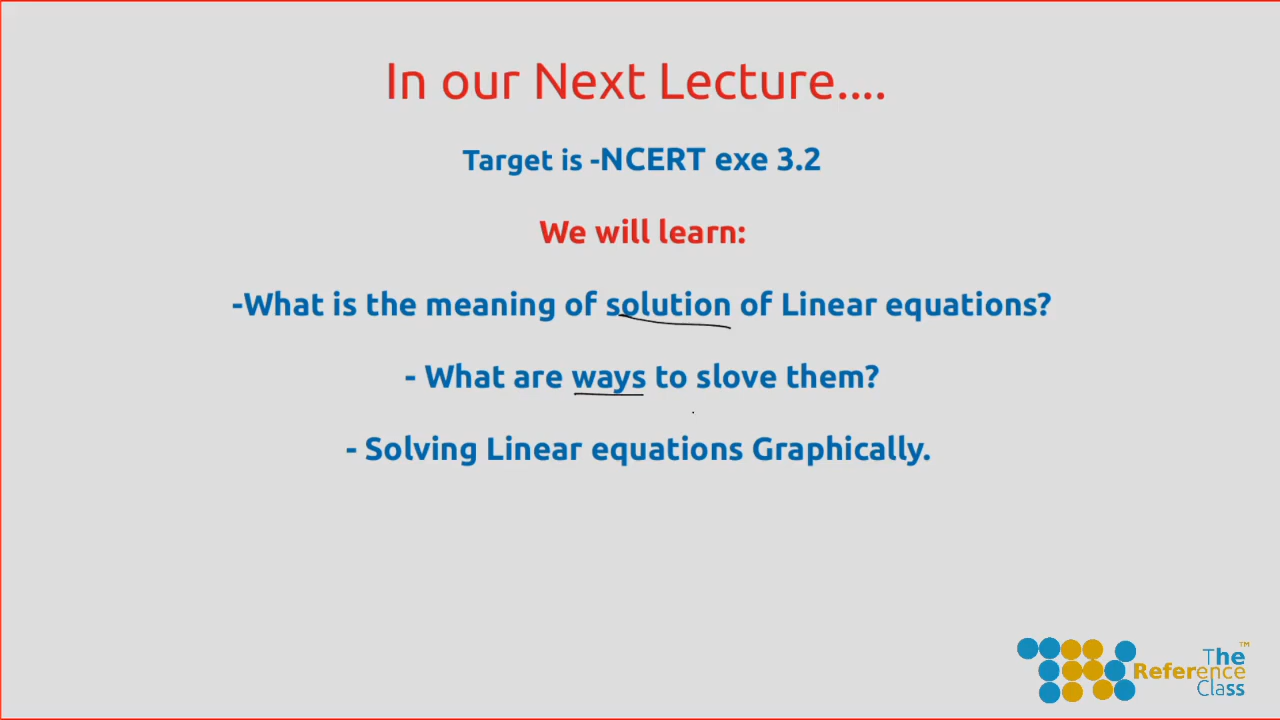 In our Next Lecture....
Target is -NCERT exe 3.2
We will learn:
-What is the meaning of solution of Linear equations?
- What are ways to slove them?
- Solving Linear equations Graphically.
The™
Reference
Class